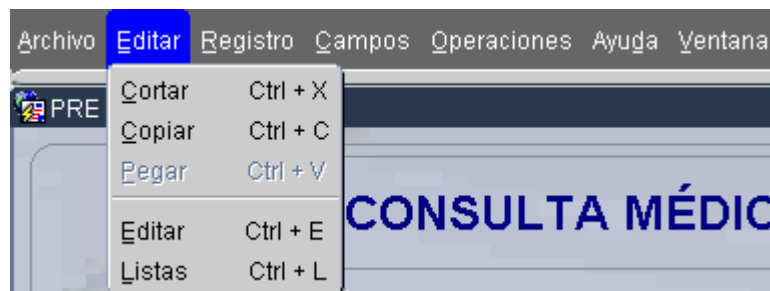 Archivo Editar Registro Campos Operaciones Ayuda Ventana
PRE
Cortar Ctrl + X
Copiar Ctrl + C
Pegar Ctrl + V
CONSULTA MÉDIC
Editar Ctrl + E
Listas Ctrl + L